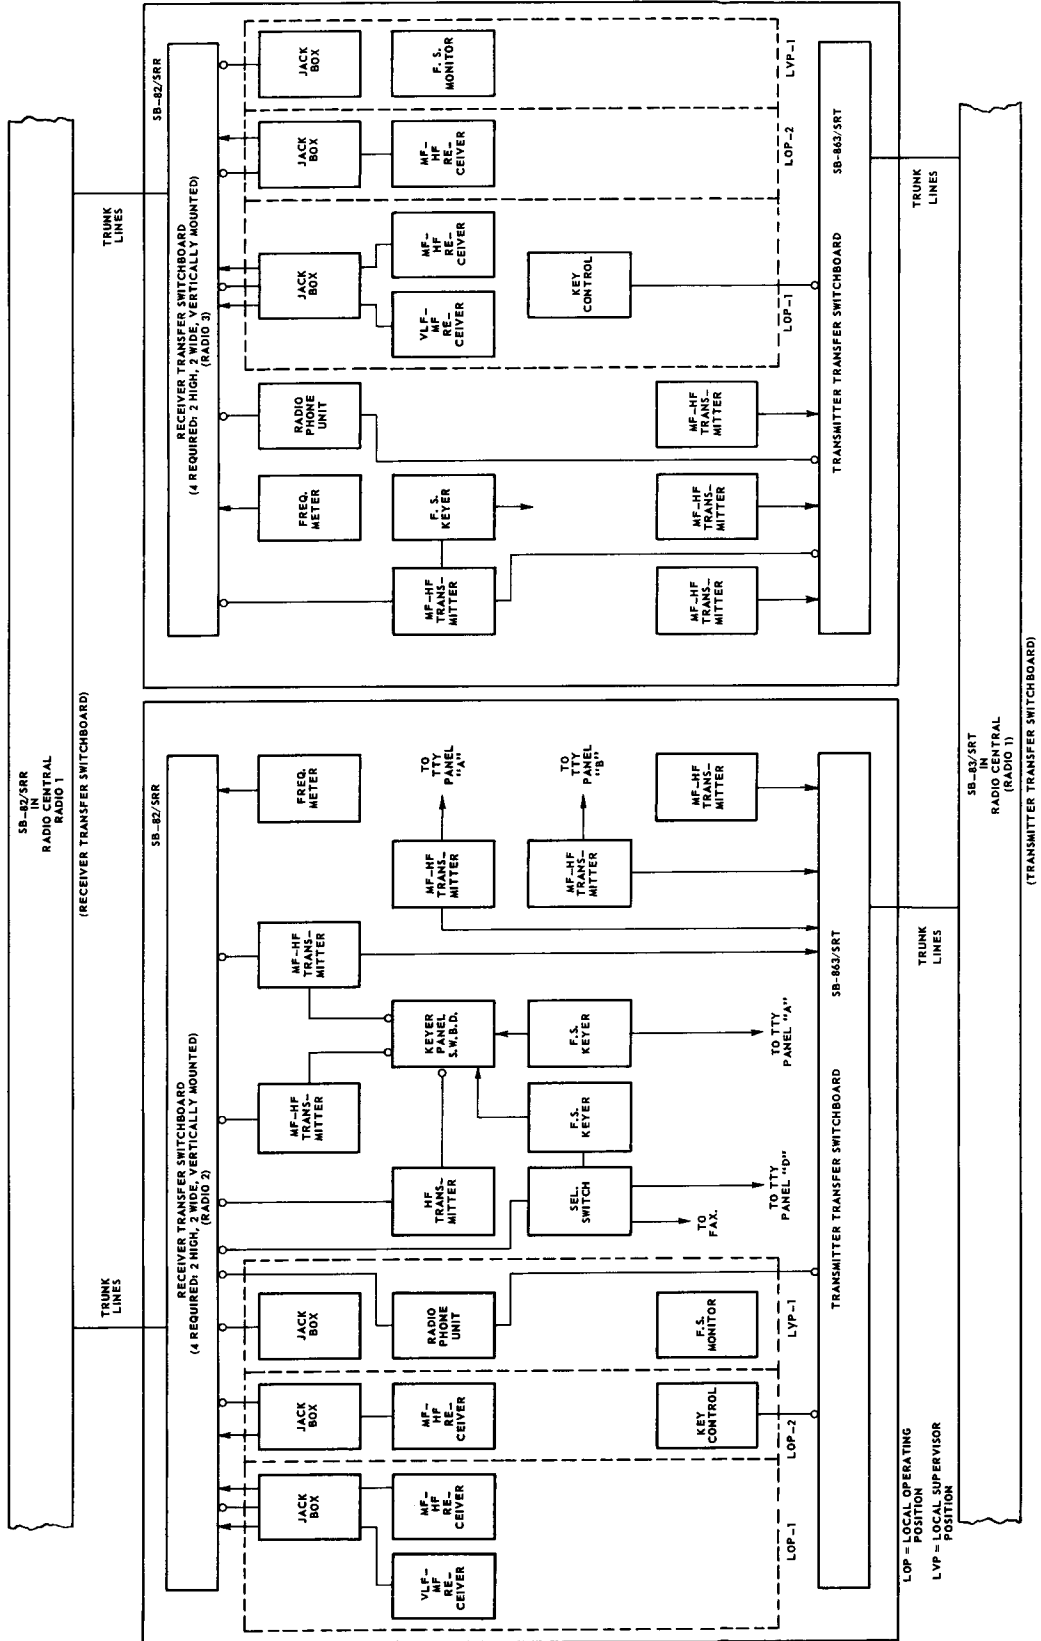 SB-82/SRR
IN
RADIO CENTRAL
RADIO 1
(RECEIVER TRANSFER SWITCHBOARD)
TRUNK
LINES
TRUNK
LINES
SB-82/SRR
RECEIVER TRANSFER SWITCHBOARD
(4 REQUIRED: 2 HIGH, 2 WIDE, VERTICALLY MOUNTED)
(RADIO 2)
JACK
BOX
JACK
BOX
JACK
BOX
MF-HF
TRANS-
MITTER
MF-HF
TRANS-
MITTER
FREQ.
METER
VLF-
MF
RE-
CEIVER
MF-
HF
RE-
CEIVER
MF-
HF
RE-
CEIVER
RADIO
PHONE
UNIT
HF
TRANS-
MITTER
KEYER
PANEL
S.W.B.D.
MF-HF
TRANS-
MITTER
TO
TTY
PANEL
"A"
SEL.
SWITCH
F.S.
KEYER
F.S.
KEYER
MF-HF
TRANS-
MITTER
TO
TTY
PANEL
"B"
KEY
CONTROL
F.S.
MONITOR
TO
FAX.
TO TTY
PANEL "D"
TO TTY
PANEL "A"
MF-HF
TRANS-
MITTER
LOP-1
LOP-2
LVP-1
TRANSMITTER TRANSFER SWITCHBOARD
SB-863/SRT
SB-82/SRR
RECEIVER TRANSFER SWITCHBOARD
(4 REQUIRED: 2 HIGH, 2 WIDE, VERTICALLY MOUNTED)
(RADIO 3)
FREQ.
METER
RADIO
PHONE
UNIT
JACK
BOX
JACK
BOX
JACK
BOX
MF-HF
TRANS-
MITTER
F.S.
KEYER
VLF-
MF
RE-
CEIVER
MF-
HF
RE-
CEIVER
MF-
HF
RE-
CEIVER
F.S.
MONITOR
KEY
CONTROL
MF-HF
TRANS-
MITTER
MF-HF
TRANS-
MITTER
MF-HF
TRANS-
MITTER
LOP-1
LOP-2
LVP-1
TRANSMITTER TRANSFER SWITCHBOARD
SB-863/SRT
LOP = LOCAL OPERATING
POSITION
LVP = LOCAL SUPERVISOR
POSITION
TRUNK
LINES
TRUNK
LINES
SB-83/SRT
IN
RADIO CENTRAL
(RADIO 1)
(TRANSMITTER TRANSFER SWITCHBOARD)